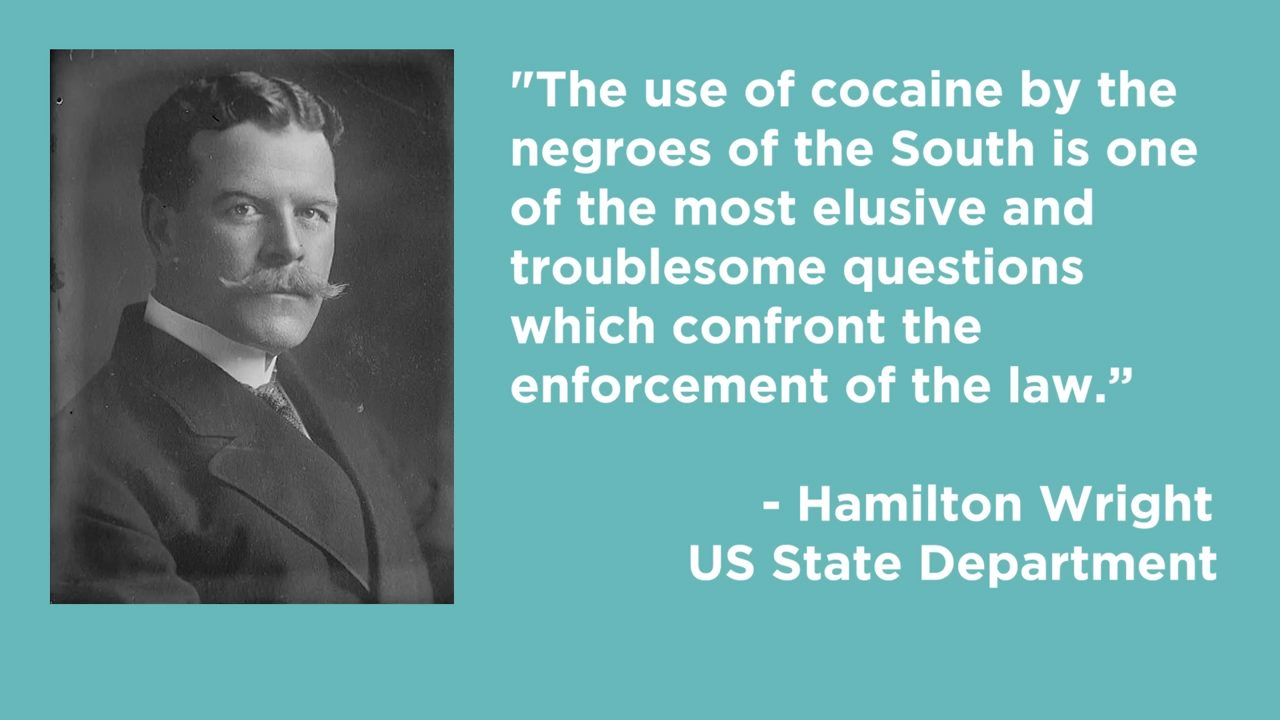 "The use of cocaine by the
negroes of the South is one
of the most elusive and
troublesome questions
which confront the
enforcement of the law.”
- Hamilton Wright
US State Department